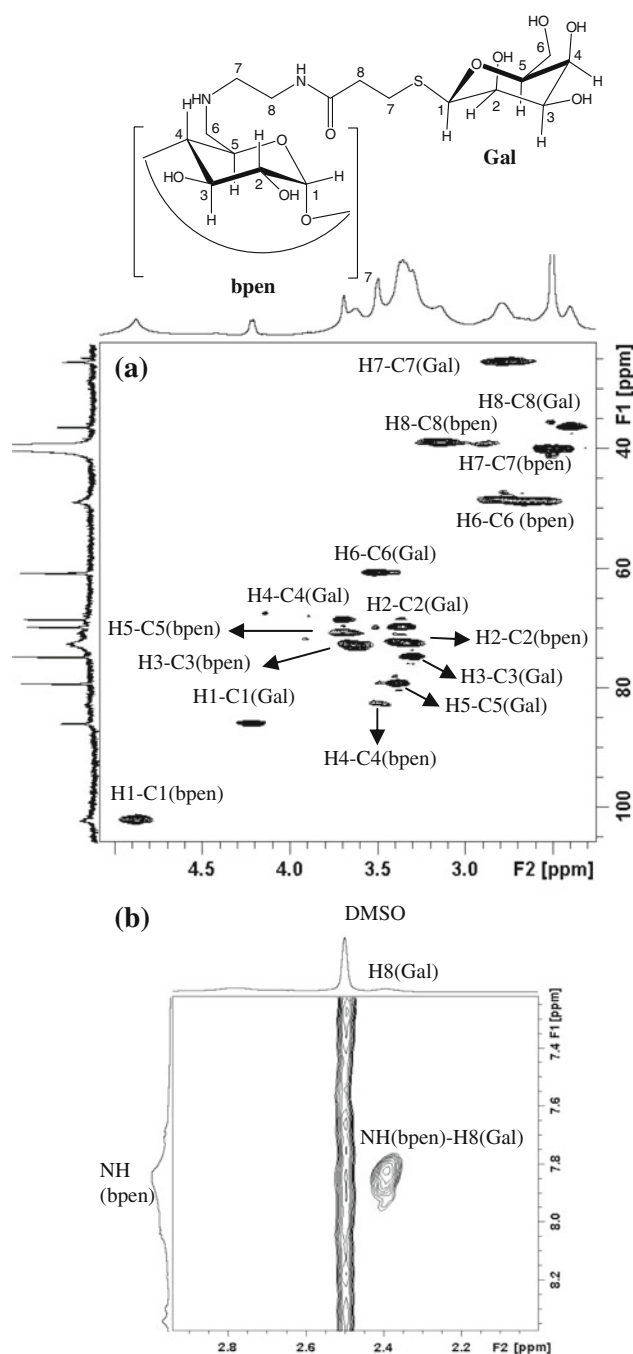 HO OH
6
OH
7 8 O 4
H H 8 S 5
N N H
HN 8 O 7 1 2 OH
H 3
H H
6
4 5 H O
HO 2 1 H
3 H OH
H O
Gal
bpen
7
(a)
H7-C7(Gal)
H8-C8(Gal)
H8-C8(bpen)
H7-C7(bpen)
H6-C6 (bpen)
H6-C6(Gal)
H4-C4(Gal)
H2-C2(Gal)
H5-C5(bpen)
H2-C2(bpen)
H3-C3(bpen)
H3-C3(Gal)
H1-C1(Gal)
H5-C5(Gal)
H4-C4(bpen)
H1-C1(bpen)
F1 [ppm]
40
60
80
100
4.5 4.0 3.5 3.0 F2 [ppm]
(b)
DMSO
H8(Gal)
NH(bpen)-H8(Gal)
NH
(bpen)
F1 [ppm]
7.4
7.6
7.8
8.0
8.2
2.8 2.6 2.4 2.2 F2 [ppm]